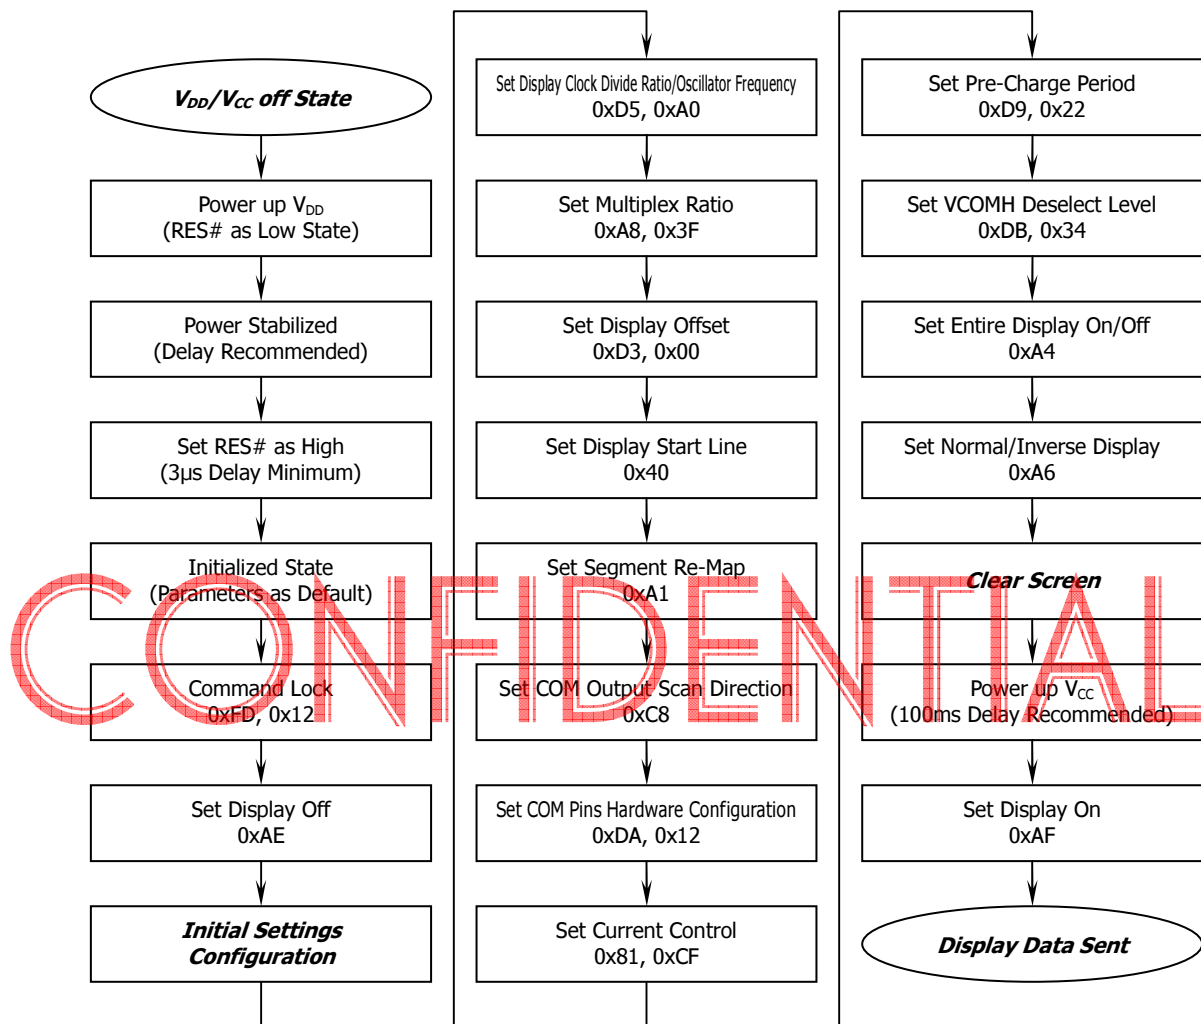 V_DD/V_CC off State
Power up V_DD
(RES# as Low State)
Power Stabilized
(Delay Recommended)
Set RES# as High
(3µs Delay Minimum)
Initialized State
(Parameters as Default)
Command Lock
0xFD, 0x12
Set Display Off
0xAE
Initial Settings
Configuration
Set Display Clock Divide Ratio/Oscillator Frequency
0xD5, 0xA0
Set Multiplex Ratio
0xA8, 0x3F
Set Display Offset
0xD3, 0x00
Set Display Start Line
0x40
Set Segment Re-Map
0xA1
Set COM Output Scan Direction
0xC8
Set COM Pins Hardware Configuration
0xDA, 0x12
Set Current Control
0x81, 0xCF
Set Pre-Charge Period
0xD9, 0x22
Set VCOMH Deselect Level
0xDB, 0x34
Set Entire Display On/Off
0xA4
Set Normal/Inverse Display
0xA6
Clear Screen
Power up V_CC
(100ms Delay Recommended)
Set Display On
0xAF
Display Data Sent
CONFIDENTIAL